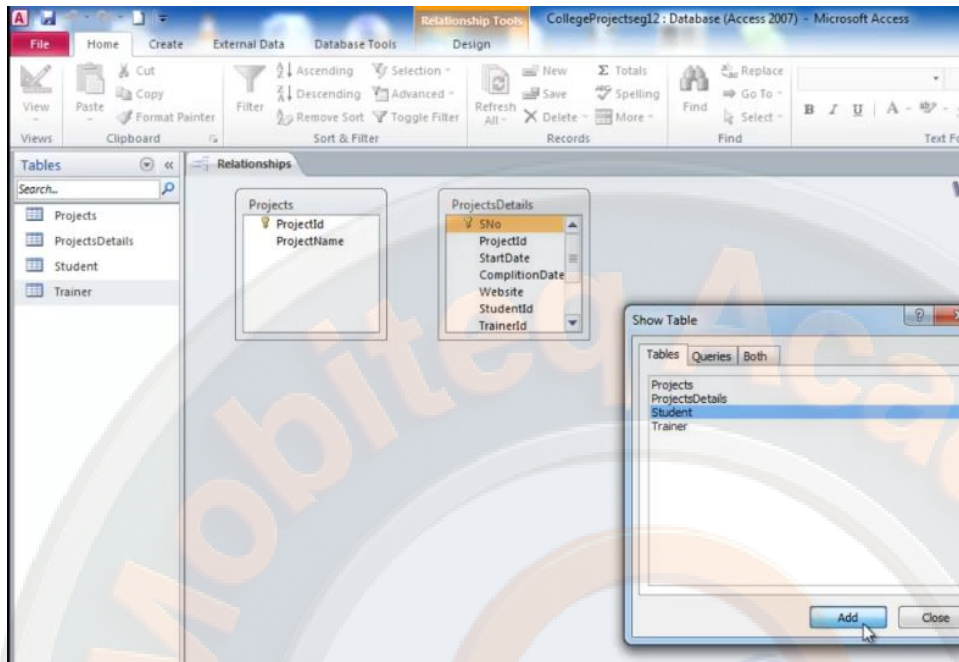 A
Relationship Tools
CollegeProjectseg12 : Database (Access 2007) - Microsoft Access
File Home Create External Data Database Tools Design
View
Views
Paste
Cut
Copy
Format Painter
Clipboard
Filter
Ascending
Descending
Remove Sort
Selection
Advanced
Toggle Filter
Sort & Filter
Refresh All
New
Save
Delete
Σ Totals
Spelling
More
Records
Find
Replace
Go To
Select
Find
B I U A ab
Text Fo
Tables
Search...
Projects
ProjectsDetails
Student
Trainer
Relationships
Projects
ProjectId
ProjectName
ProjectsDetails
SNo
ProjectId
StartDate
ComplitionDate
Website
StudentId
TrainerId
Show Table
?
Tables Queries Both
Projects
ProjectsDetails
Student
Trainer
Add Close
Mobiteq Acad